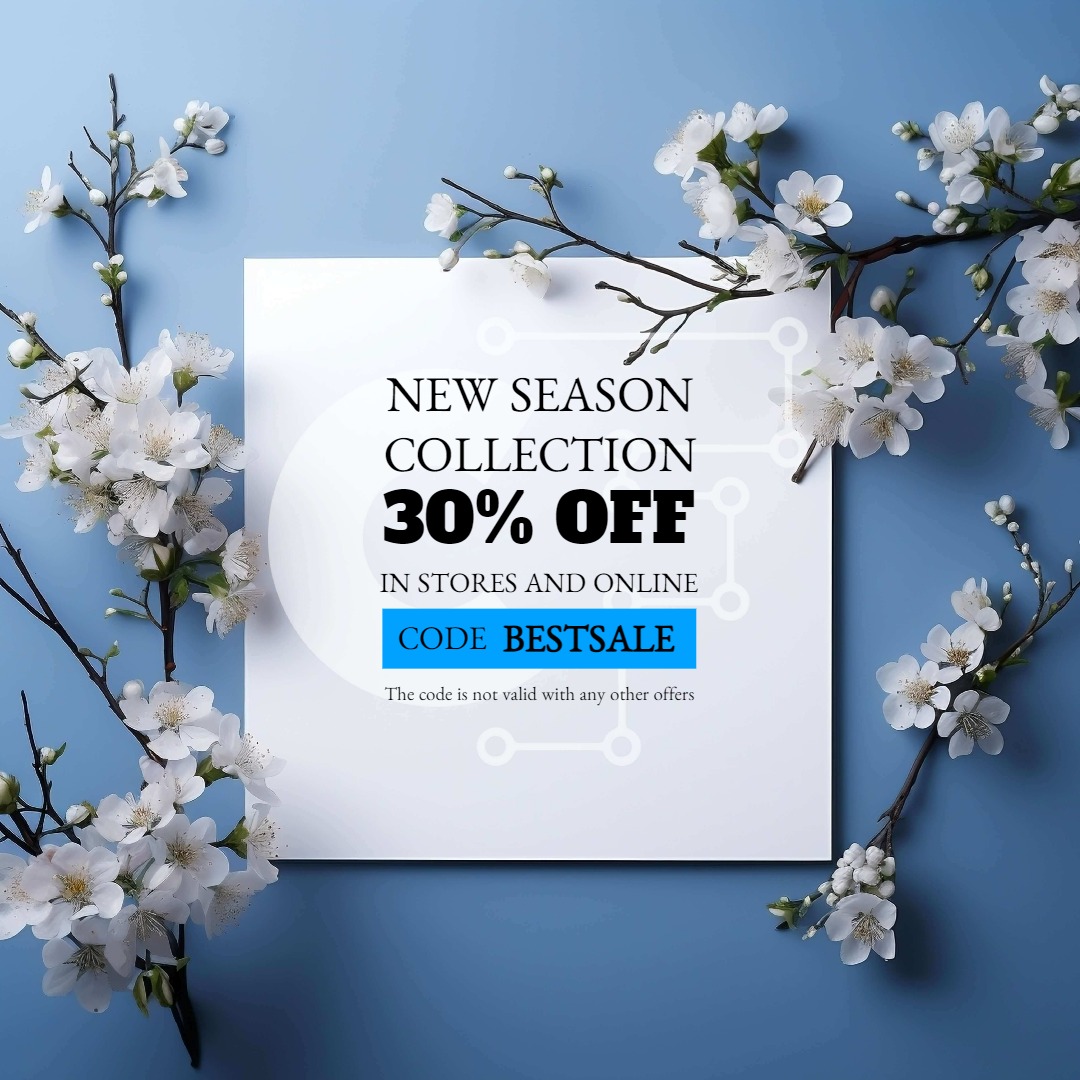 NEW SEASON
COLLECTION
30% OFF
IN STORES AND ONLINE
CODE BESTSALE
The code is not valid with any other offers